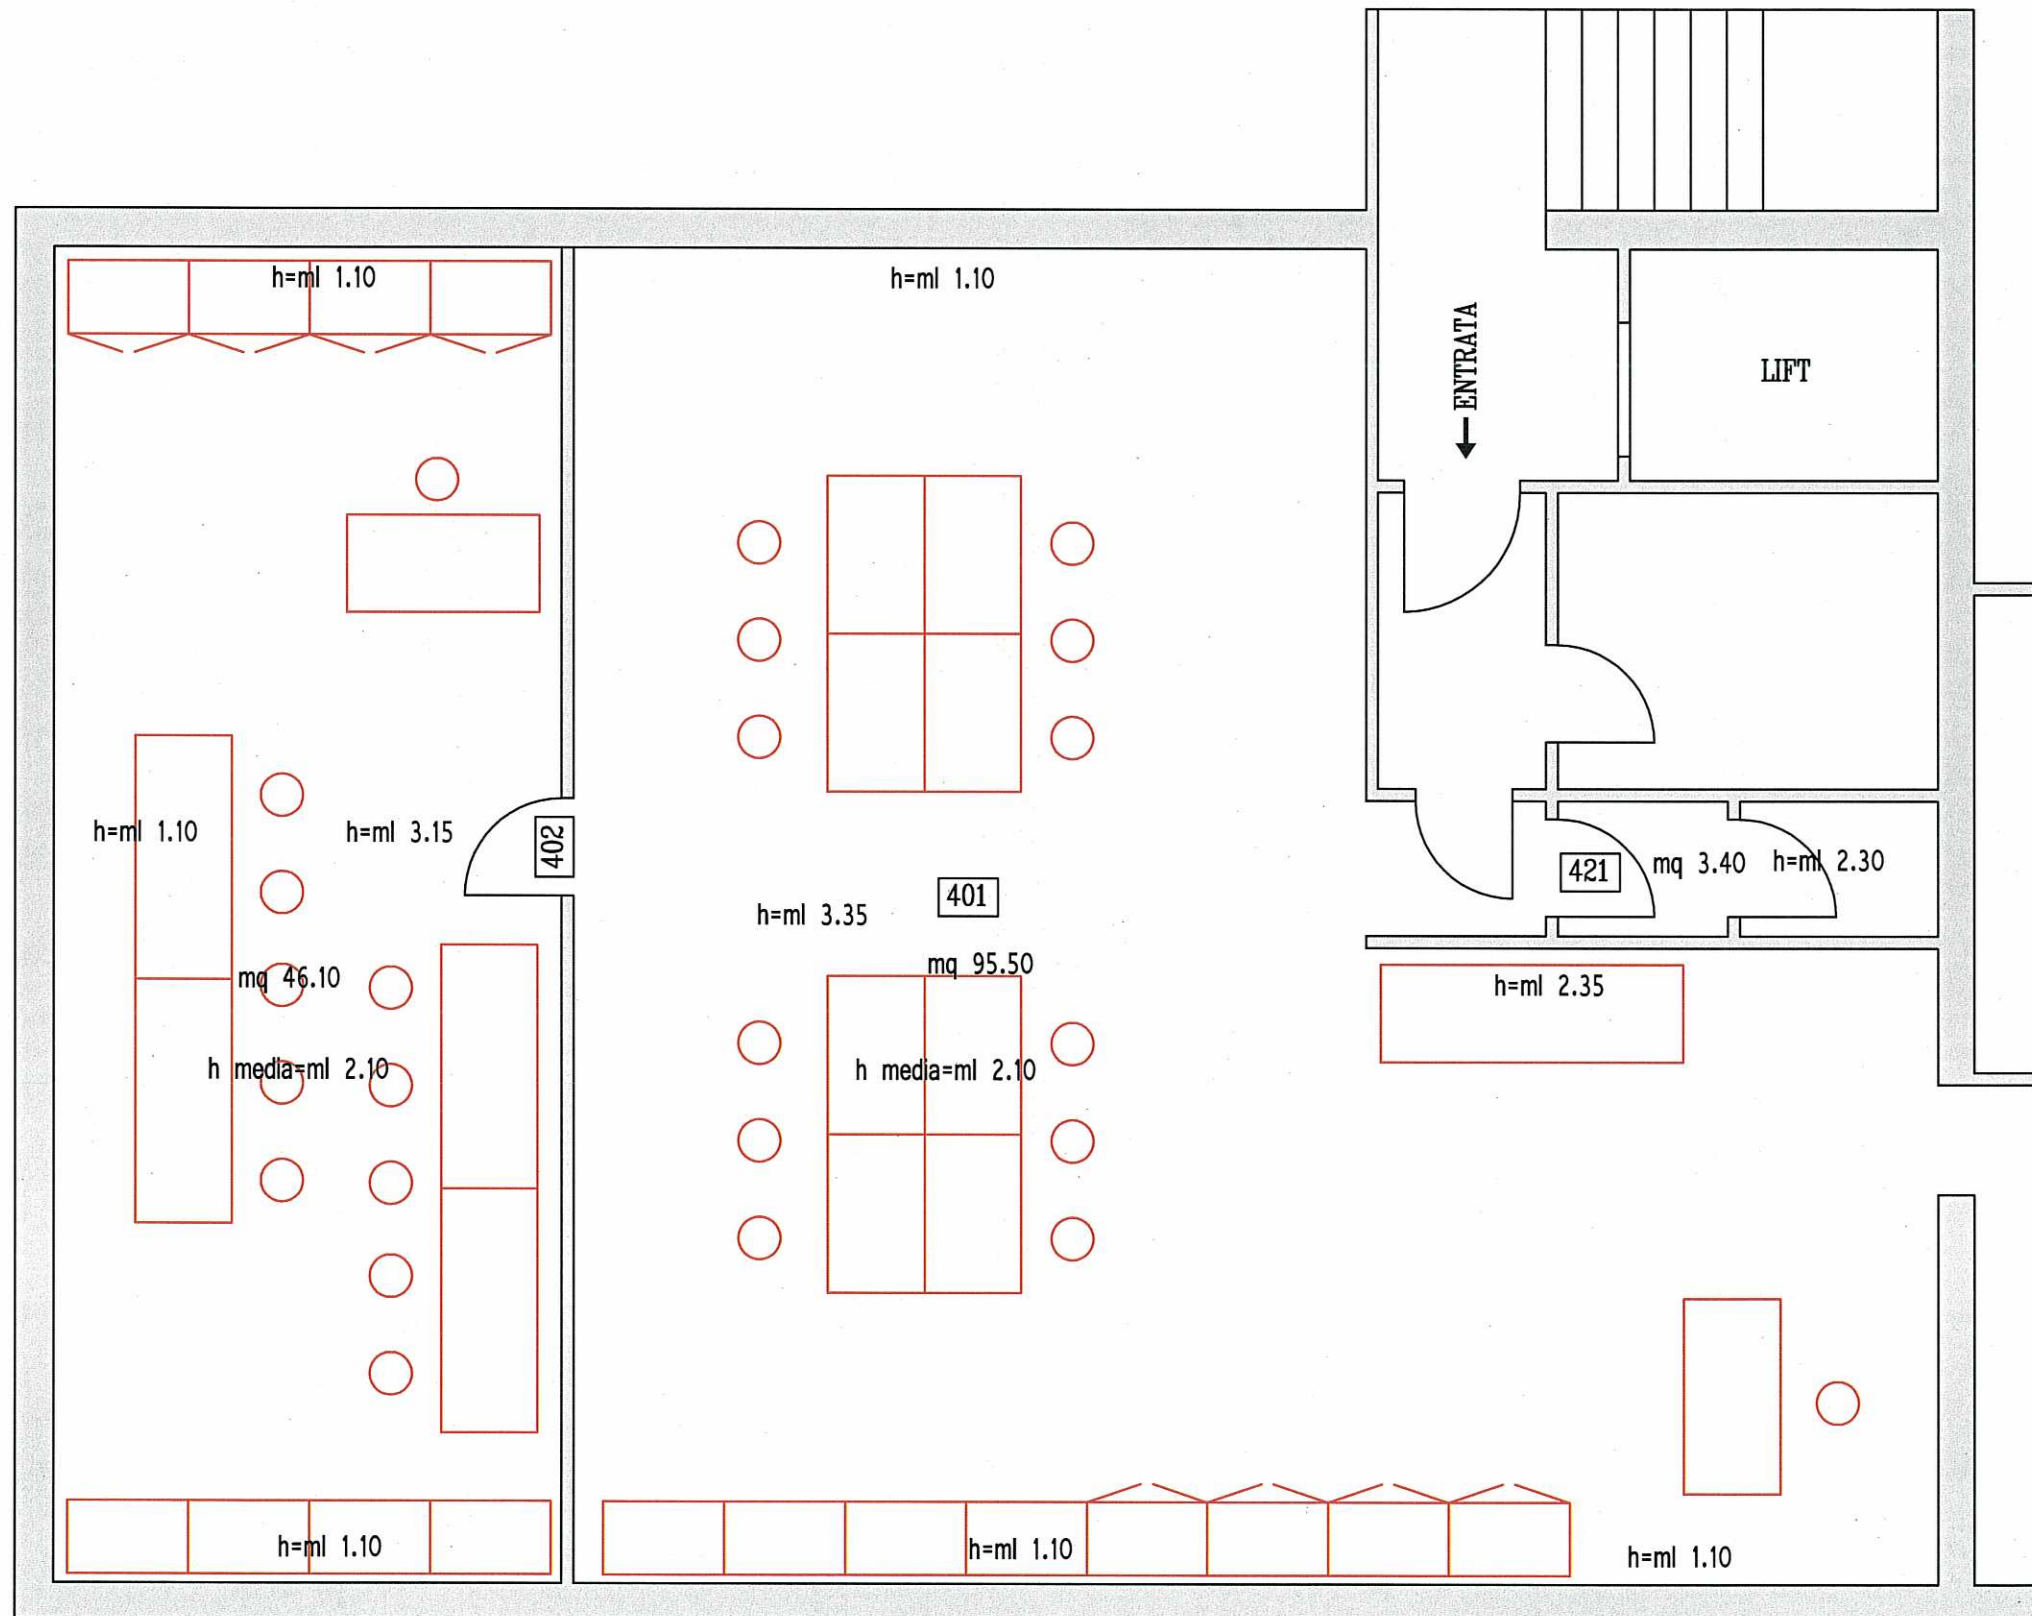 h=ml 1.10
h=ml 1.10
ENTRATA
LIFT
h=ml 1.10
h=ml 3.15
402
421
mq 3.40
h=ml 2.30
401
h=ml 3.35
mq 95.50
mq 46.10
h=ml 2.35
h media=ml 2.10
h media=ml 2.10
h=ml 1.10
h=ml 1.10
h=ml 1.10